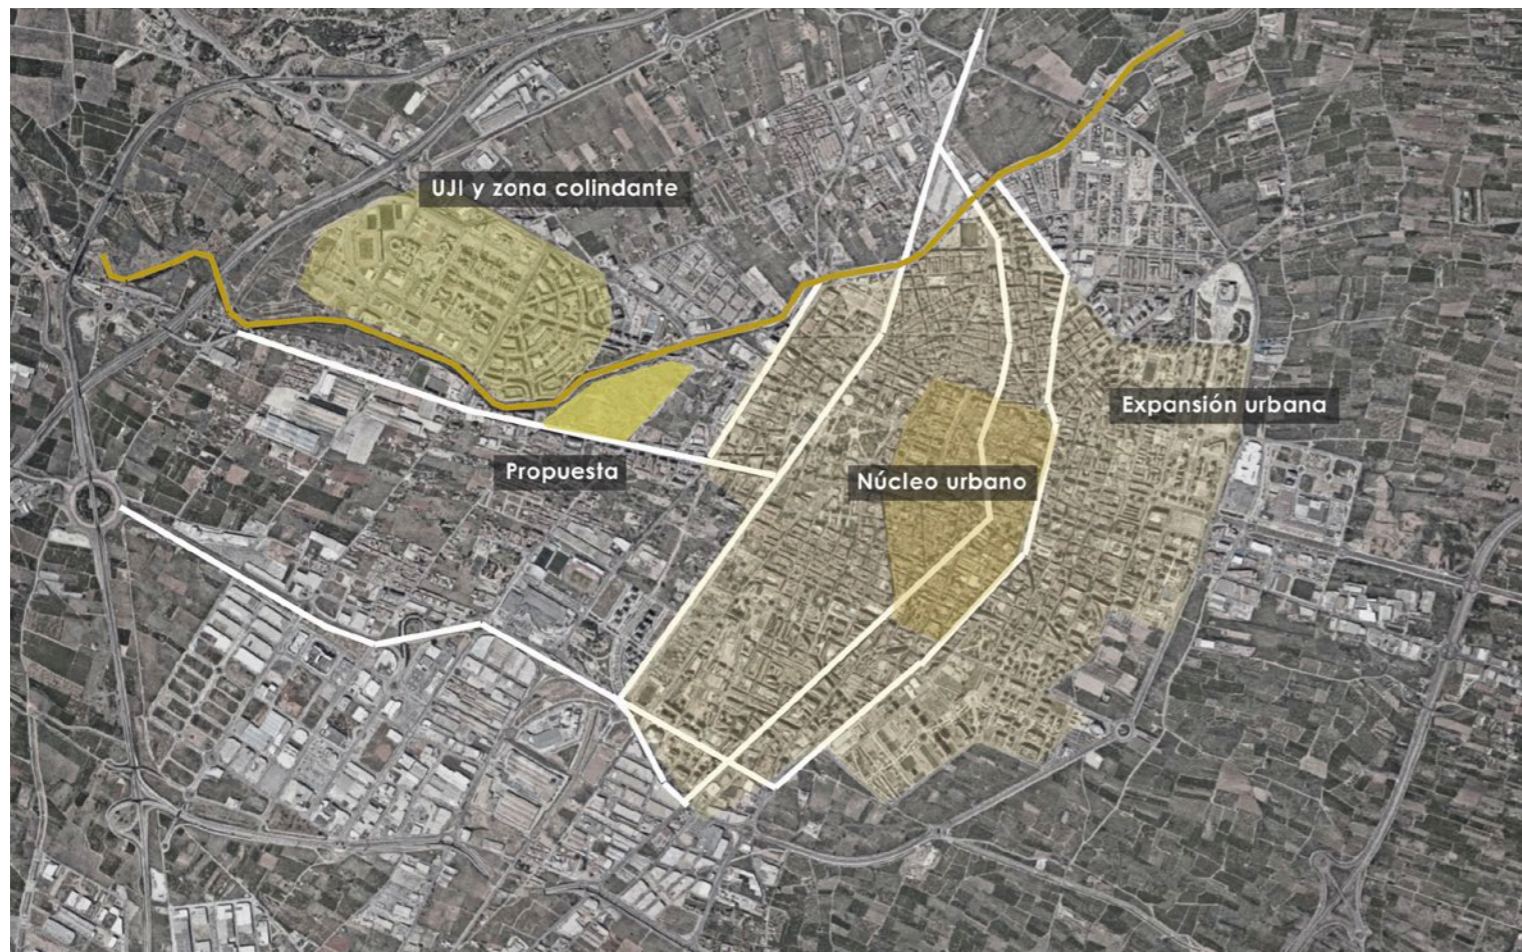 UJI y zona colindante
Expansión urbana
Propuesta
Núcleo urbano